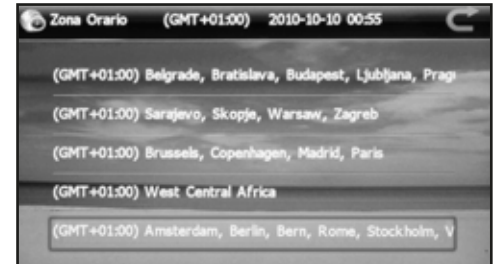 Zona Orario (GMT+01:00) 2010-10-10 00:55
(GMT+01:00) Belgrade, Bratislava, Budapest, Ljubljana, Pragu
(GMT+01:00) Sarajevo, Skopje, Warsaw, Zagreb
(GMT+01:00) Brussels, Copenhagen, Madrid, Paris
(GMT+01:00) West Central Africa
(GMT+01:00) Amsterdam, Berlin, Bern, Rome, Stockholm, V